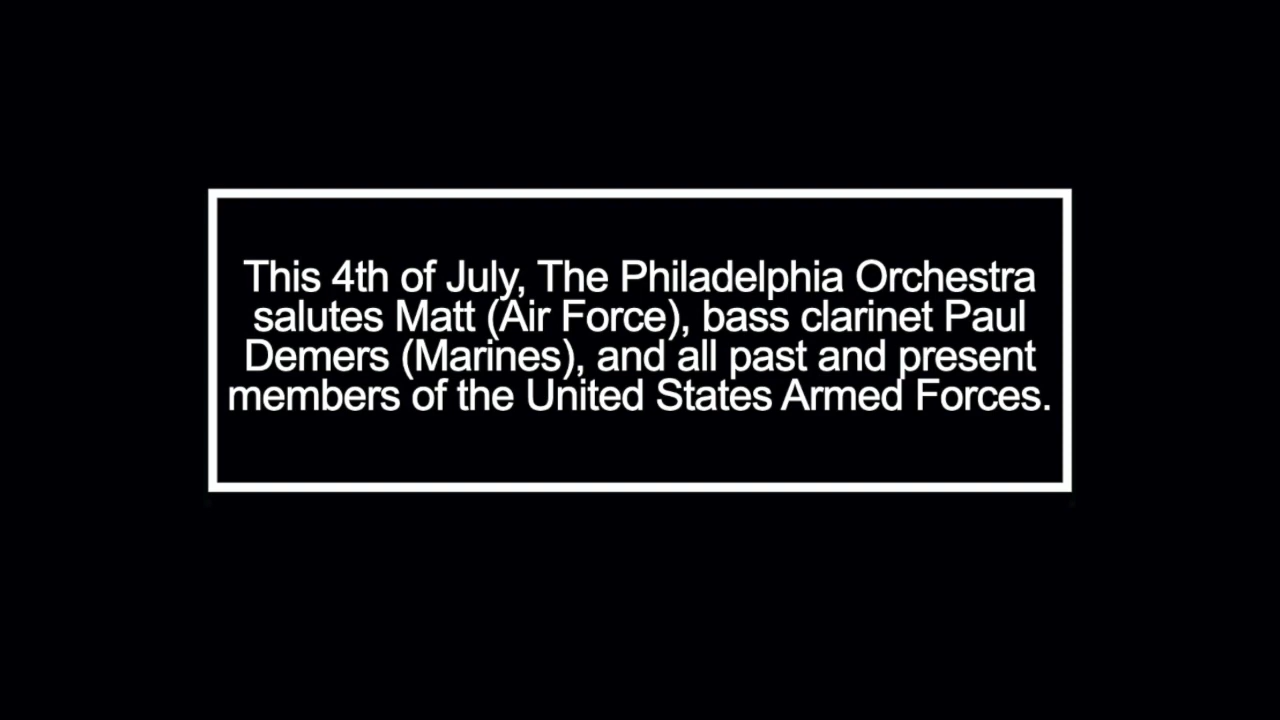 This 4th of July, The Philadelphia Orchestra
salutes Matt (Air Force), bass clarinet Paul
Demers (Marines), and all past and present
members of the United States Armed Forces.